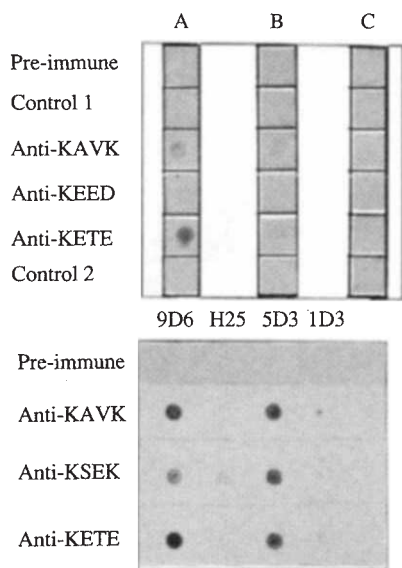 A B C
Pre-immune
Control 1
Anti-KAVK
Anti-KEED
Anti-KETE
Control 2
9D6 H25 5D3 1D3
Pre-immune
Anti-KAVK
Anti-KSEK
Anti-KETE